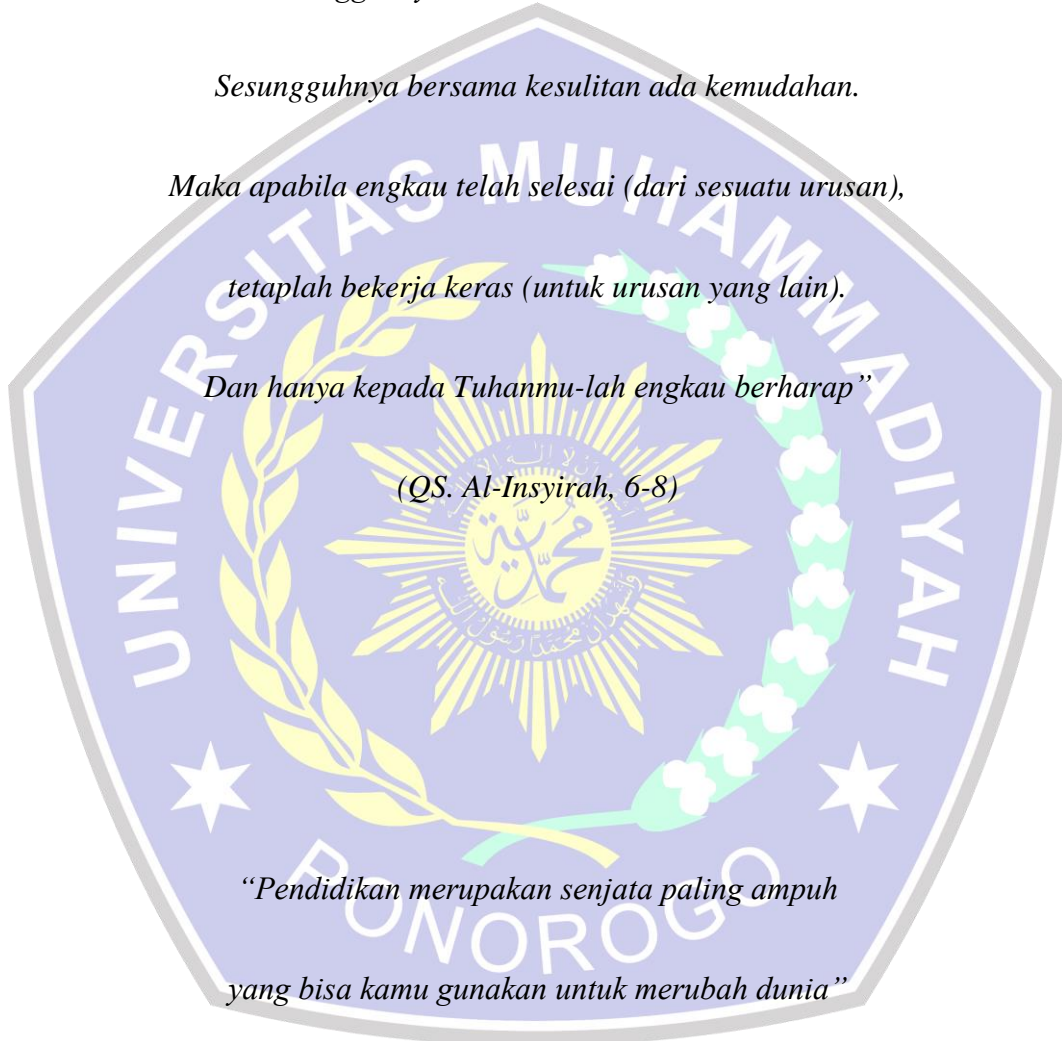 Sesungguhnya bersama kesulitan ada kemudahan.
Maka apabila engkau telah selesai (dari sesuatu urusan),
tetaplah bekerja keras (untuk urusan yang lain).
Dan hanya kepada Tuhanmu-lah engkau berharap”
(QS. Al-Insyirah, 6-8)
“Pendidikan merupakan senjata paling ampuh
yang bisa kamu gunakan untuk merubah dunia”
UNIVERSITAS MUHAMMADIYAH
PONOROGO
محمدية